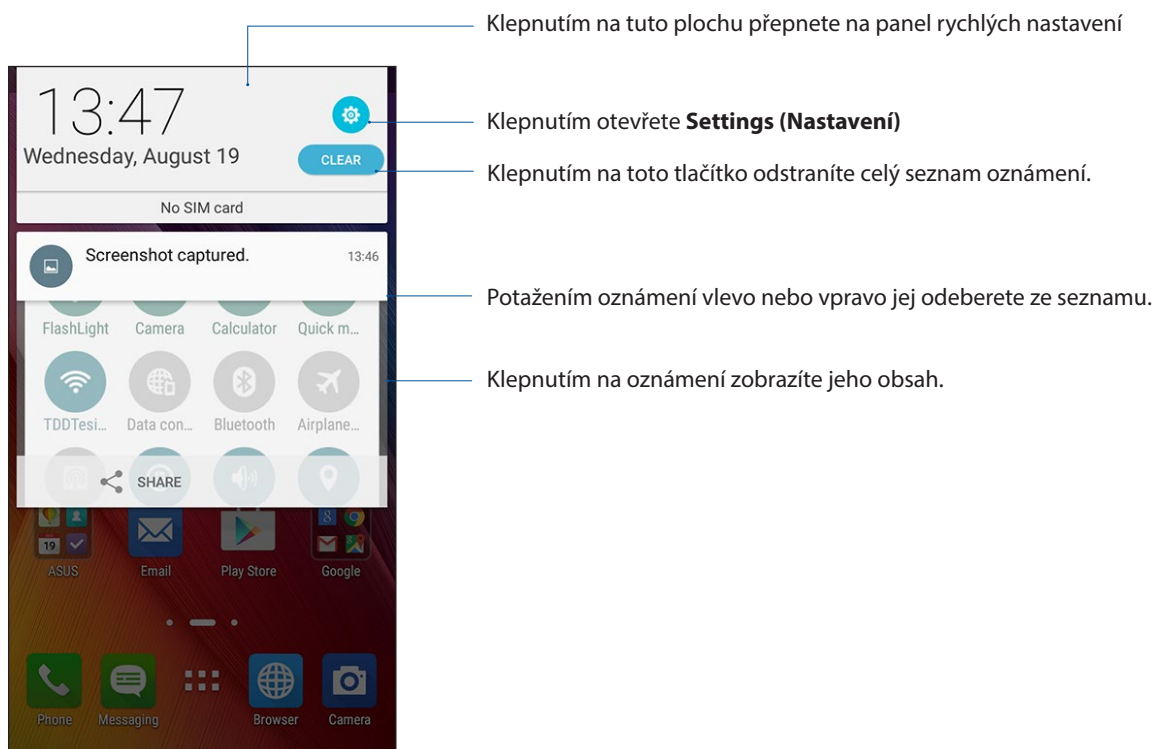 Klepnutím na tuto plochu přepnete na panel rychlých nastavení
13:47
Klepnutím otevřete Settings (Nastavení)
Wednesday, August 19
CLEAR
Klepnutím na toto tlačítko odstraníte celý seznam oznámení.
No SIM card
Screenshot captured.
13:46
Potažením oznámení vlevo nebo vpravo jej odeberete ze seznamu.
FlashLight Camera Calculator Quick m...
Klepnutím na oznámení zobrazíte jeho obsah.
TDDTesi... Data con... Bluetooth Airplane...
SHARE
8
19
ASUS Email Play Store Google
Phone Messaging Browser Camera